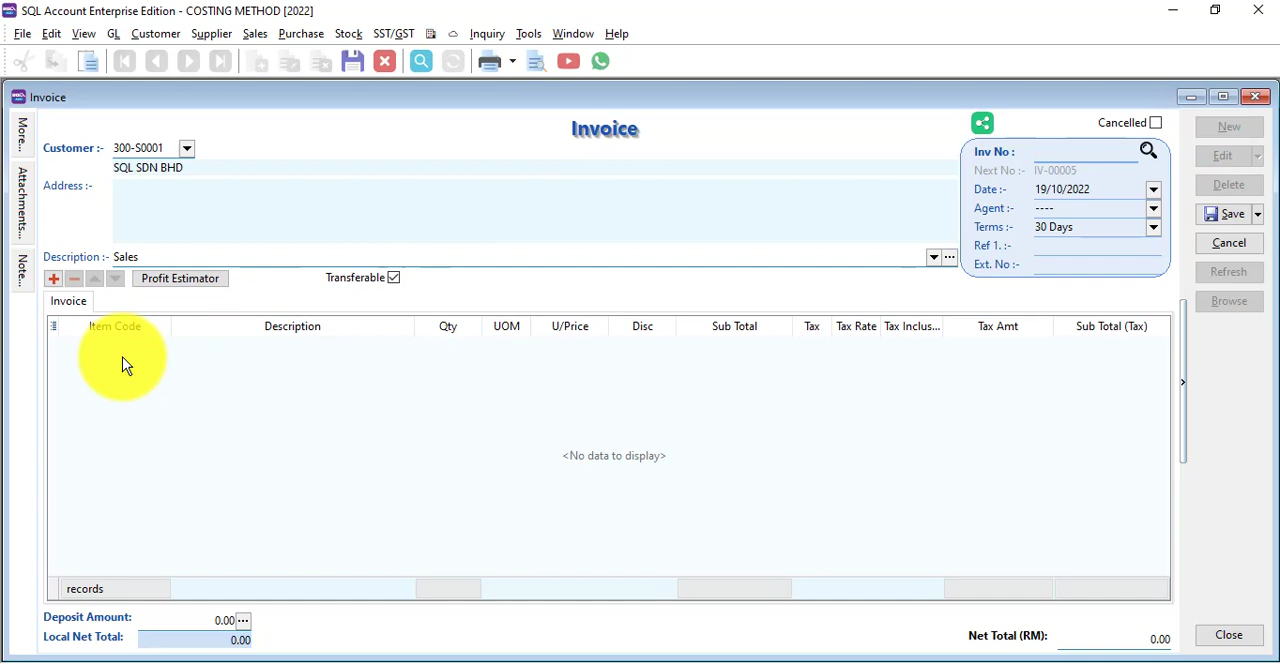 SQL Account Enterprise Edition - COSTING METHOD [2022]
File Edit View GL Customer Supplier Sales Purchase Stock SST/GST Inquiry Tools Window Help
Invoice
More...
Attachments...
Note...
Invoice
Cancelled
Customer :- 300-S0001
SQL SDN BHD
Address :-
Inv No :
Next No :- IV-00005
Date :- 19/10/2022
Agent :- ----
Terms :- 30 Days
Ref 1. :-
Ext. No :-
Description :- Sales
Profit Estimator
Transferable
Invoice
Item Code Description Qty UOM U/Price Disc Sub Total Tax Tax Rate Tax Inclus... Tax Amt Sub Total (Tax)
<No data to display>
records
Deposit Amount: 0.00
Local Net Total: 0.00
Net Total (RM): 0.00
New
Edit
Delete
Save
Cancel
Refresh
Browse
Close